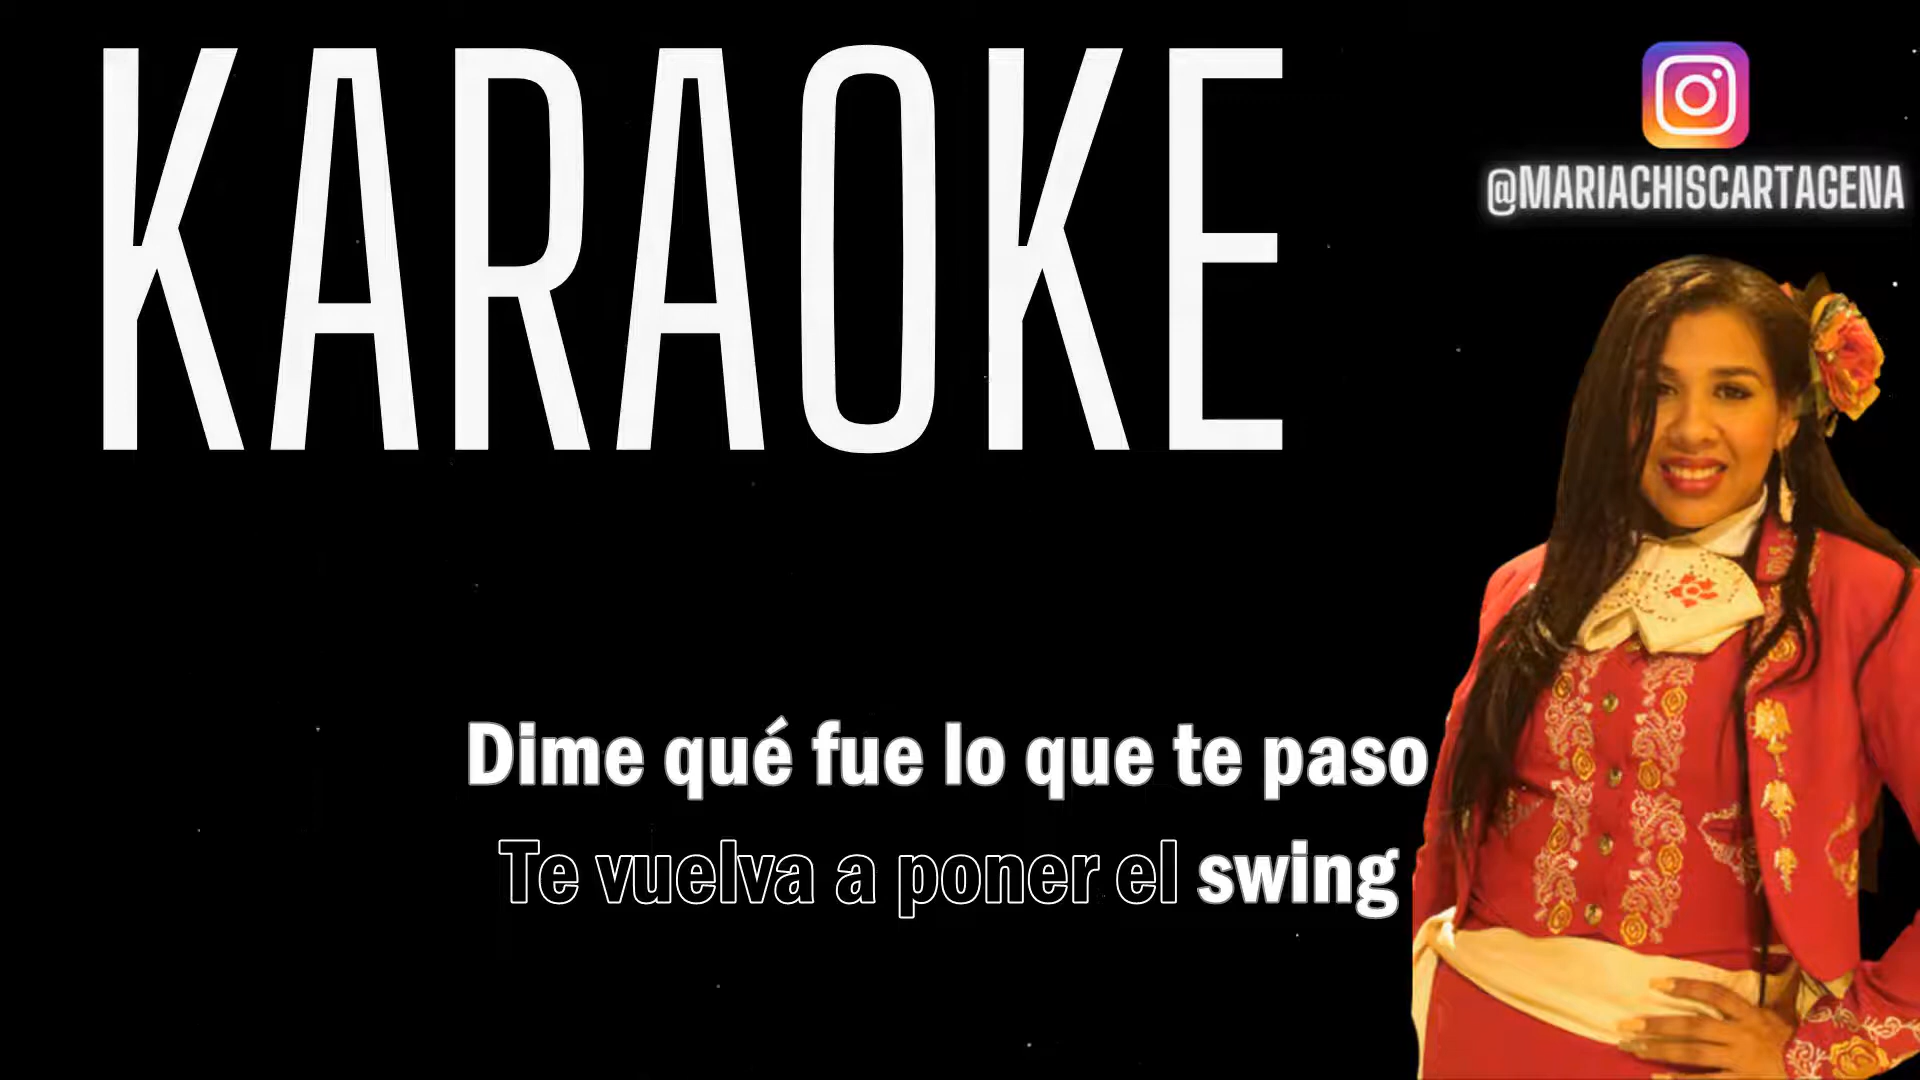 KARAOKE
@MARIACHISCARTAGENA
Dime qué fue lo que te paso
Te vuelva a poner el swing